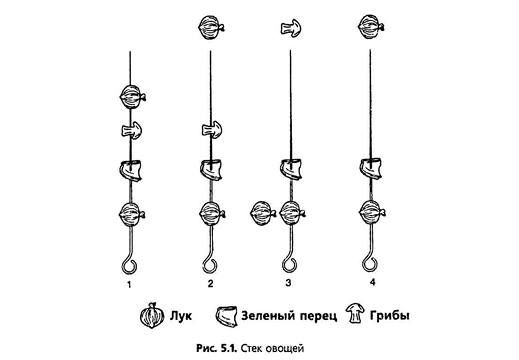 1 2 3 4
Лук Зеленый перец Грибы
Рис. 5.1. Стек овощей